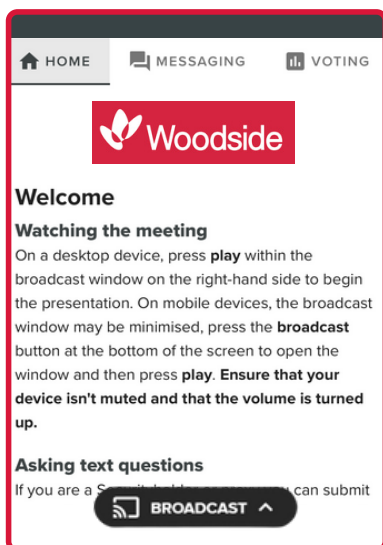 HOME MESSAGING VOTING
Woodside
Welcome
Watching the meeting
On a desktop device, press play within the
broadcast window on the right-hand side to begin
the presentation. On mobile devices, the broadcast
window may be minimised, press the broadcast
button at the bottom of the screen to open the
window and then press play. Ensure that your
device isn't muted and that the volume is turned
up.
Asking text questions
If you are a can submit
BROADCAST